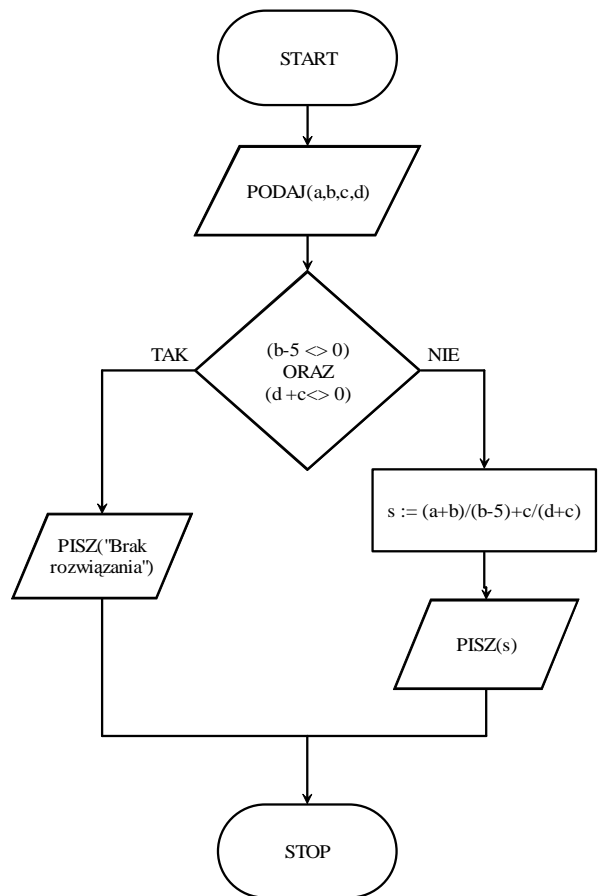 START
PODAJ(a,b,c,d)
TAK
(b-5 <> 0)
ORAZ
(d +c<> 0)
NIE
s := (a+b)/(b-5)+c/(d+c)
PISZ("Brak
rozwiązania")
PISZ(s)
STOP